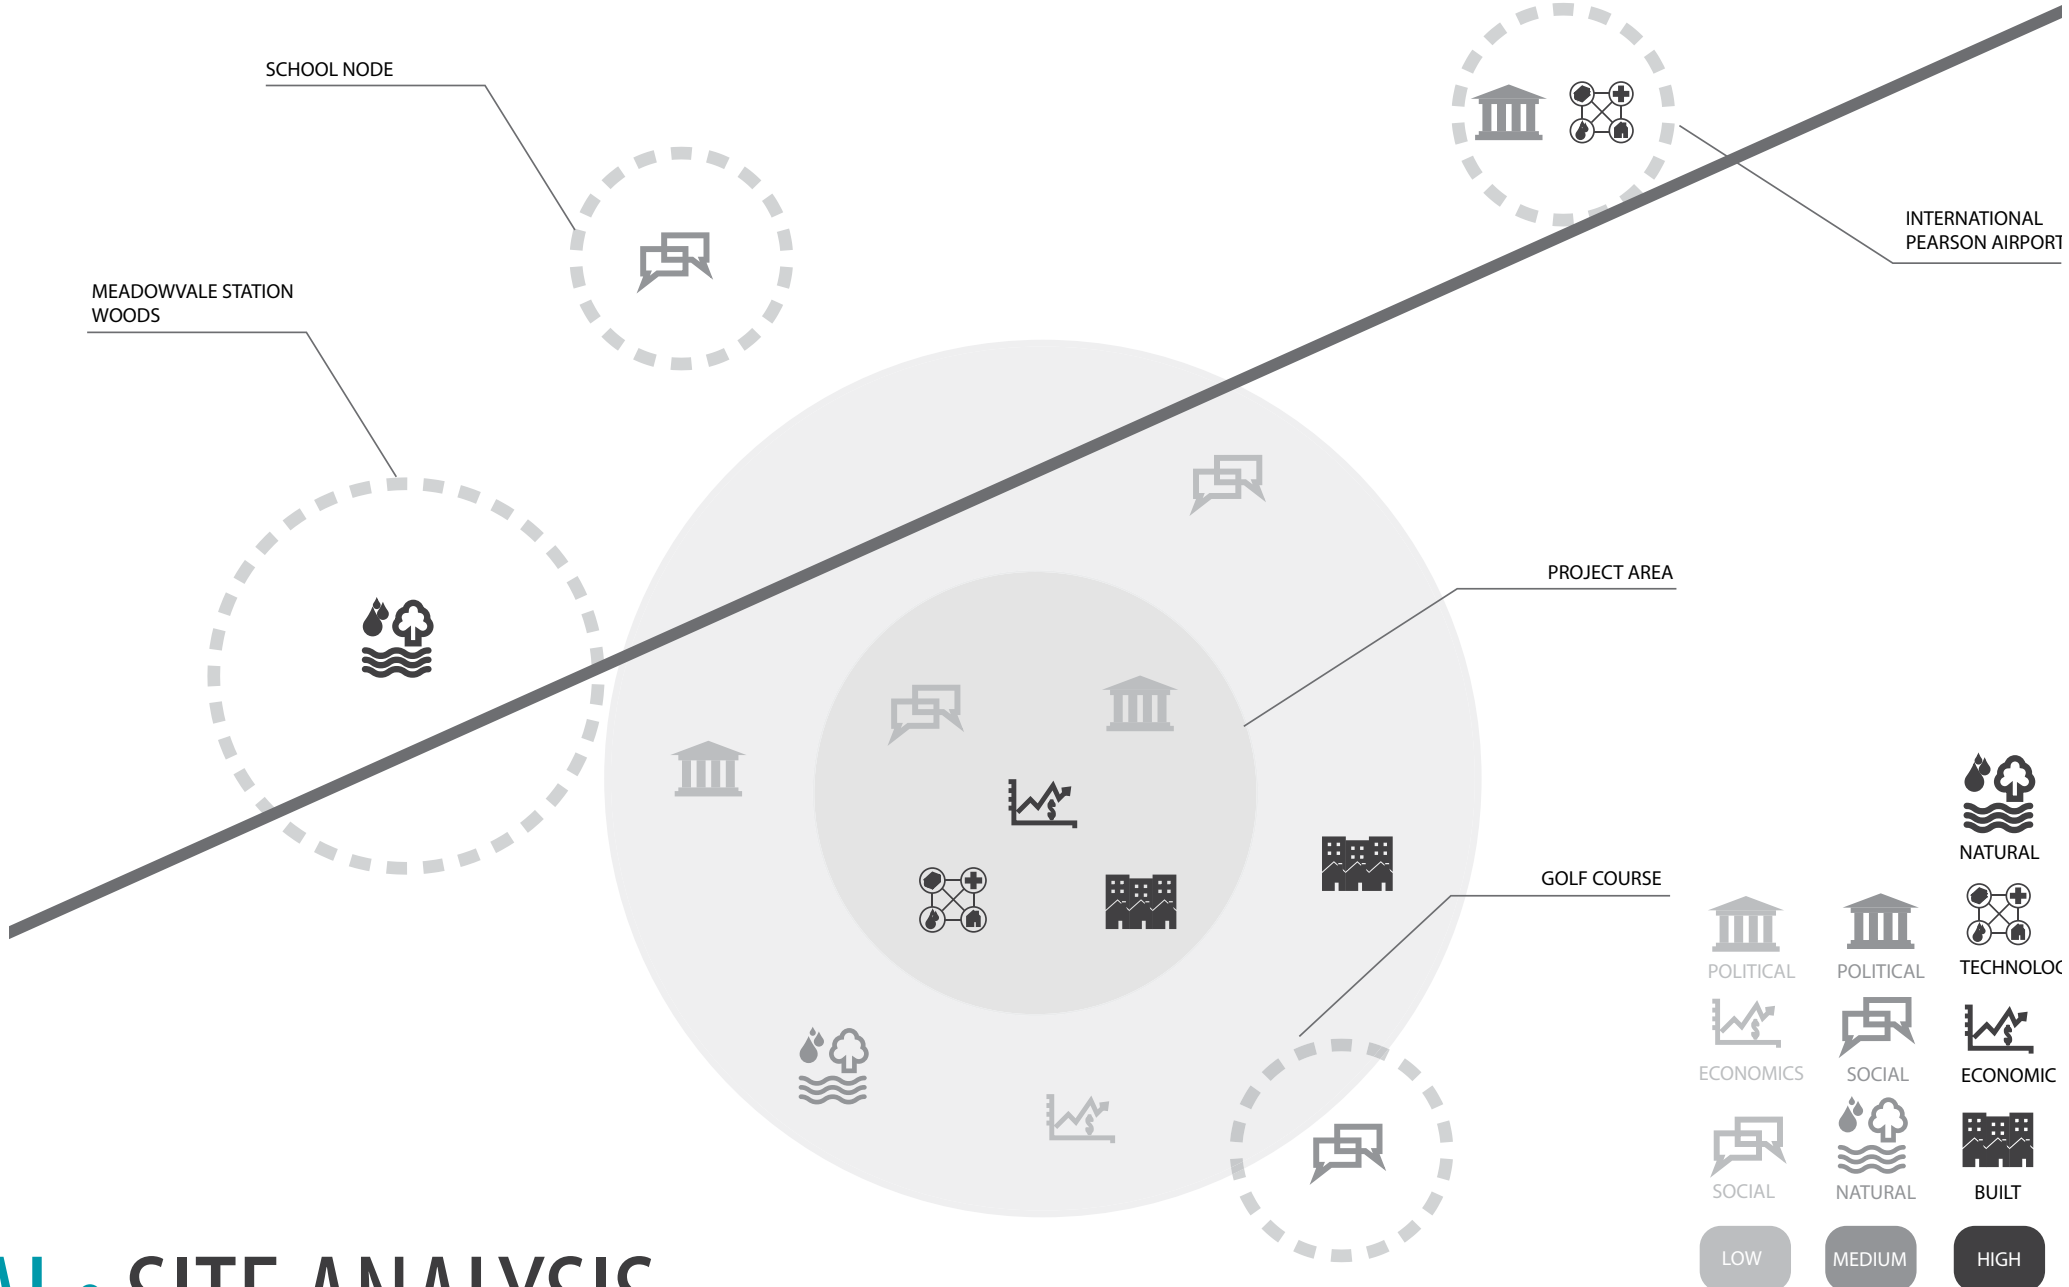 SCHOOL NODE
INTERNATIONAL
PEARSON AIRPORT
MEADOWVALE STATION
WOODS
PROJECT AREA
GOLF COURSE
NATURAL
POLITICAL POLITICAL TECHNOLOG
ECONOMICS SOCIAL ECONOMIC
SOCIAL NATURAL BUILT
LOW MEDIUM HIGH
SITE ANALYSIS